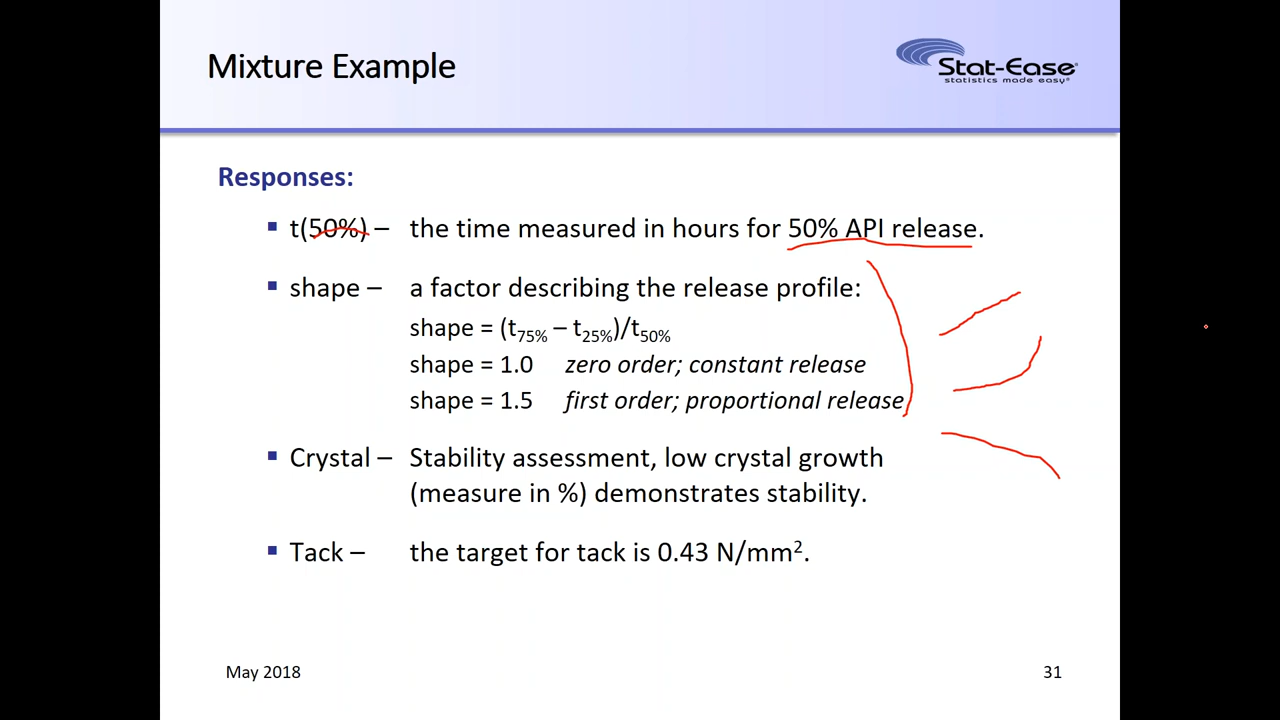 Mixture Example
Stat-Ease®
statistics made easy®
Responses:
▪ t(50%) – the time measured in hours for 50% API release.
▪ shape – a factor describing the release profile:
shape = (t75% – t25%)/t50%
shape = 1.0 zero order; constant release
shape = 1.5 first order; proportional release
▪ Crystal – Stability assessment, low crystal growth
(measure in %) demonstrates stability.
▪ Tack – the target for tack is 0.43 N/mm².
May 2018
31